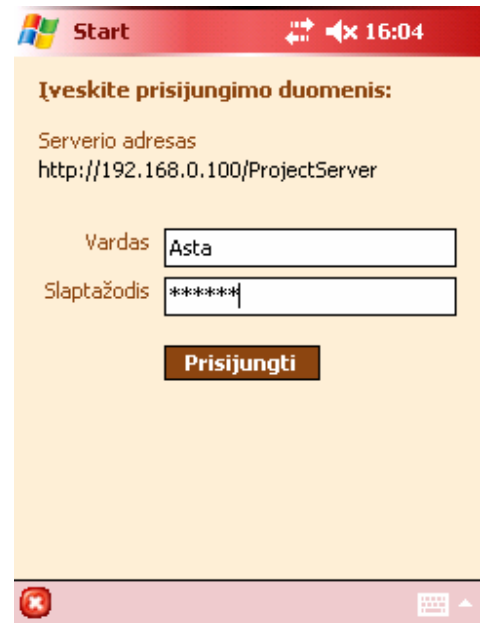 Start 16:04
Įveskite prisijungimo duomenis:
Serverio adresas
http://192.168.0.100/ProjectServer
Vardas Asta
Slaptažodis ******
Prisijungti